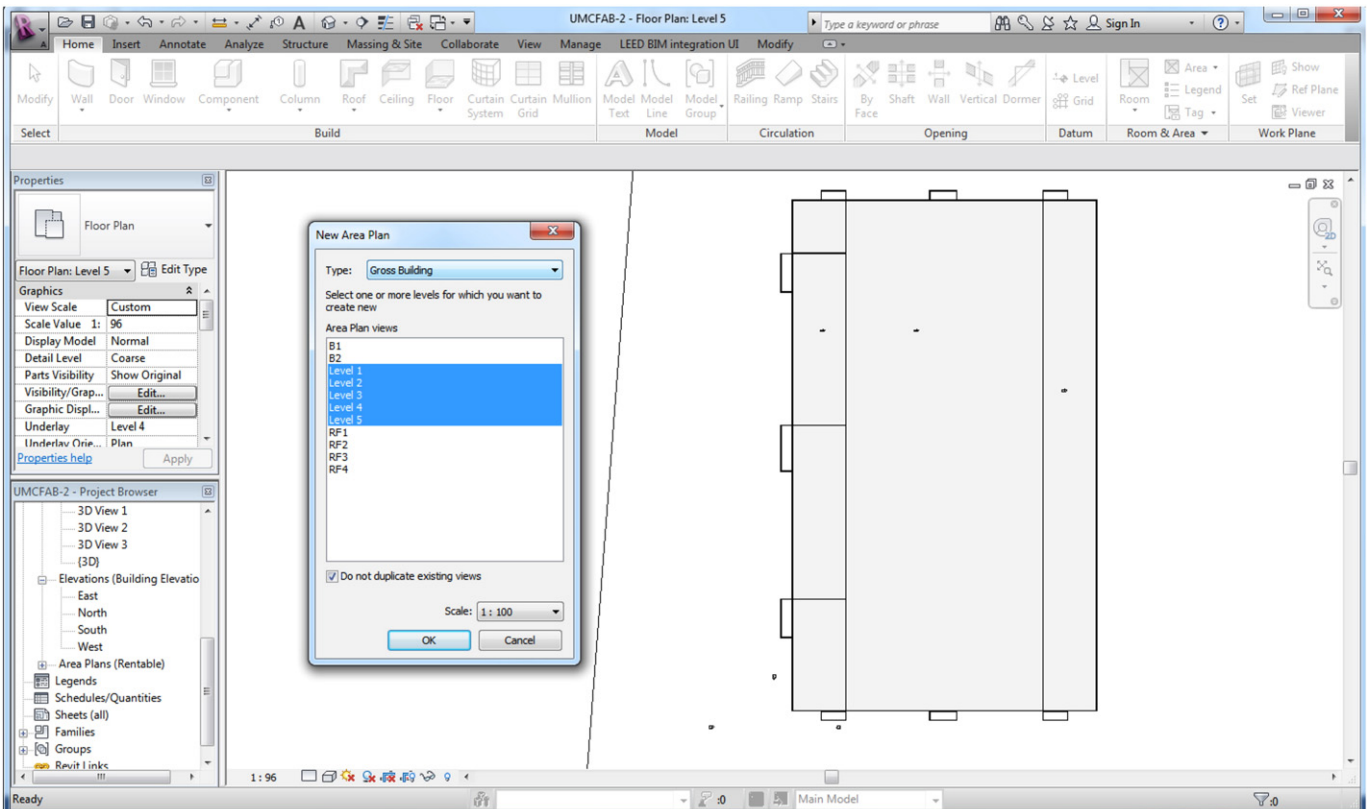 UMCFAB-2 - Floor Plan: Level 5
Type a keyword or phrase
Sign In
Home Insert Annotate Analyze Structure Massing & Site Collaborate View Manage LEED BIM integration UI Modify
Modify Wall Door Window Component Column Roof Ceiling Floor Curtain System Curtain Grid Mullion Model Text Model Line Model Group Railing Ramp Stairs By Face Shaft Wall Vertical Dormer Level Grid Room Area Legend Tag Set Show Ref Plane Viewer
Select Build Model Circulation Opening Datum Room & Area Work Plane
Properties
Floor Plan
Floor Plan: Level 5 Edit Type
Graphics
View Scale Custom
Scale Value 1: 96
Display Model Normal
Detail Level Coarse
Parts Visibility Show Original
Visibility/Grap... Edit...
Graphic Displ... Edit...
Underlay Level 4
Underlay Orie... Plan
Properties help Apply
UMCFAB-2 - Project Browser
3D View 1
3D View 2
3D View 3
{3D}
Elevations (Building Elevatio
East
North
South
West
Area Plans (Rentable)
Legends
Schedules/Quantities
Sheets (all)
Families
Groups
Revit Links
New Area Plan
Type: Gross Building
Select one or more levels for which you want to
create new
Area Plan views
B1
B2
Level 1
Level 2
Level 3
Level 4
Level 5
RF1
RF2
RF3
RF4
Do not duplicate existing views
Scale: 1 : 100
OK Cancel
2D
1 : 96
Ready :0 Main Model :0